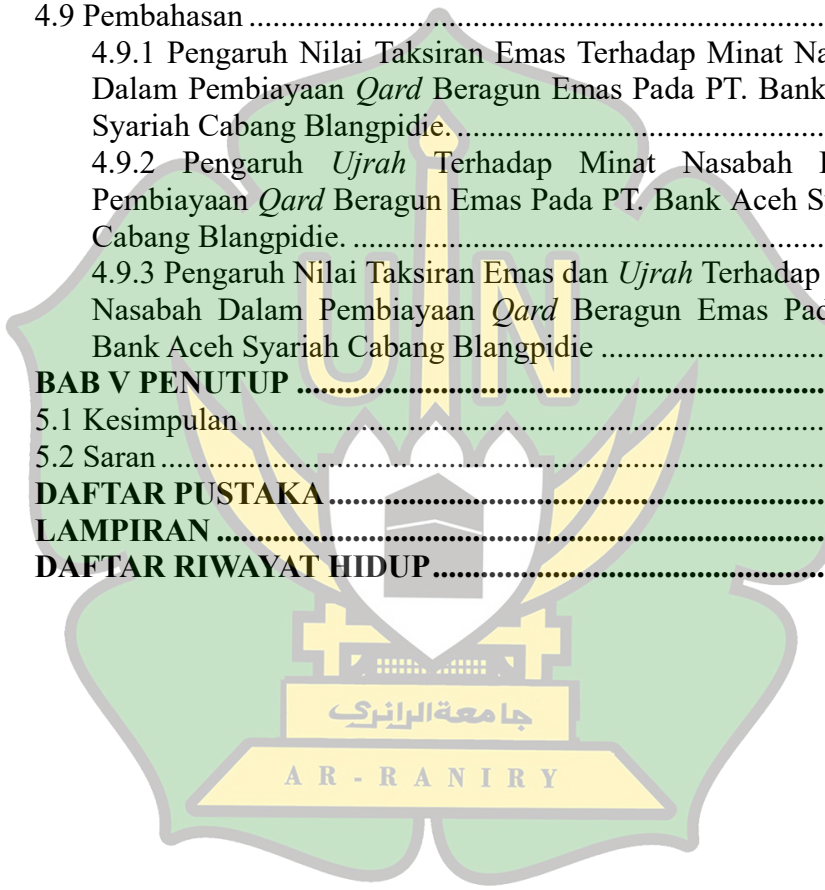 4.9 Pembahasan ........................................................................
4.9.1 Pengaruh Nilai Taksiran Emas Terhadap Minat Na
Dalam Pembiayaan Qard Beragun Emas Pada PT. Bank
Syariah Cabang Blangpidie. ..............................................
4.9.2 Pengaruh Ujrah Terhadap Minat Nasabah
Pembiayaan Qard Beragun Emas Pada PT. Bank Aceh S
Cabang Blangpidie. ...........................................................
4.9.3 Pengaruh Nilai Taksiran Emas dan Ujrah Terhadap
Nasabah Dalam Pembiayaan Qard Beragun Emas Pad
Bank Aceh Syariah Cabang Blangpidie ...........................
BAB V PENUTUP .................................................................
5.1 Kesimpulan .........................................................................
5.2 Saran ...................................................................................
DAFTAR PUSTAKA ..............................................................
LAMPIRAN ............................................................................
DAFTAR RIWAYAT HIDUP ................................................
UIN
جامعة الرانري
AR-RANIRY